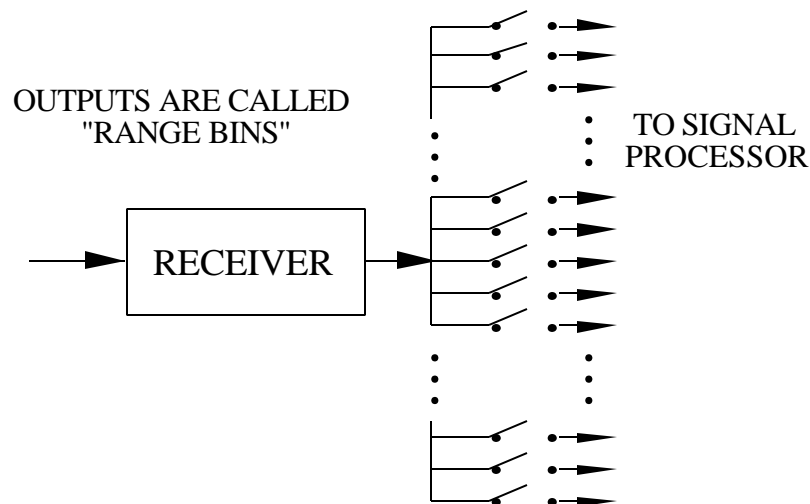 OUTPUTS ARE CALLED
"RANGE BINS"
TO SIGNAL
PROCESSOR
RECEIVER